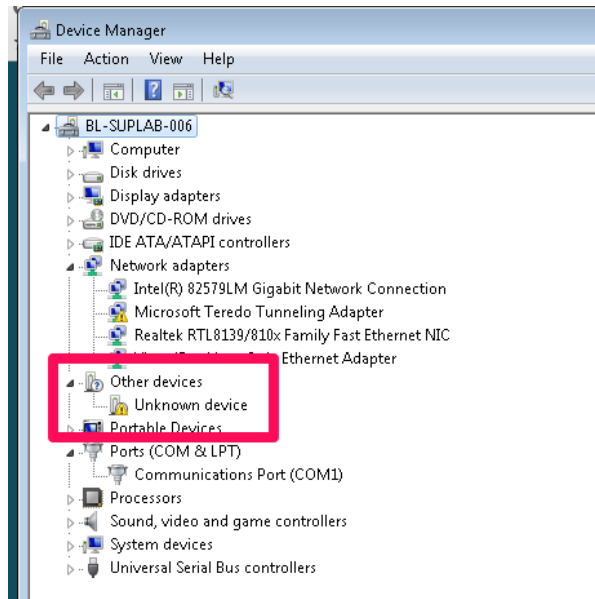 Device Manager
File Action View Help
BL-SUPLAB-006
Computer
Disk drives
Display adapters
DVD/CD-ROM drives
IDE ATA/ATAPI controllers
Network adapters
Intel(R) 82579LM Gigabit Network Connection
Microsoft Teredo Tunneling Adapter
Realtek RTL8139/810x Family Fast Ethernet NIC
Ethernet Adapter
Other devices
Unknown device
Portable Devices
Ports (COM & LPT)
Communications Port (COM1)
Processors
Sound, video and game controllers
System devices
Universal Serial Bus controllers